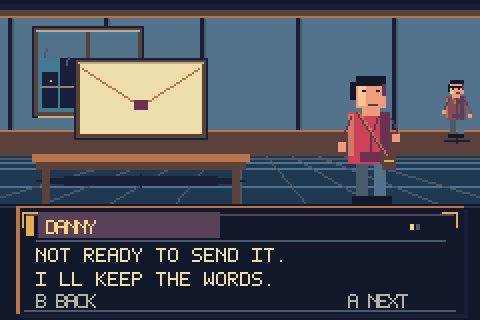 DANNY
NOT READY TO SEND IT.
I LL KEEP THE WORDS.
B BACK A NEXT